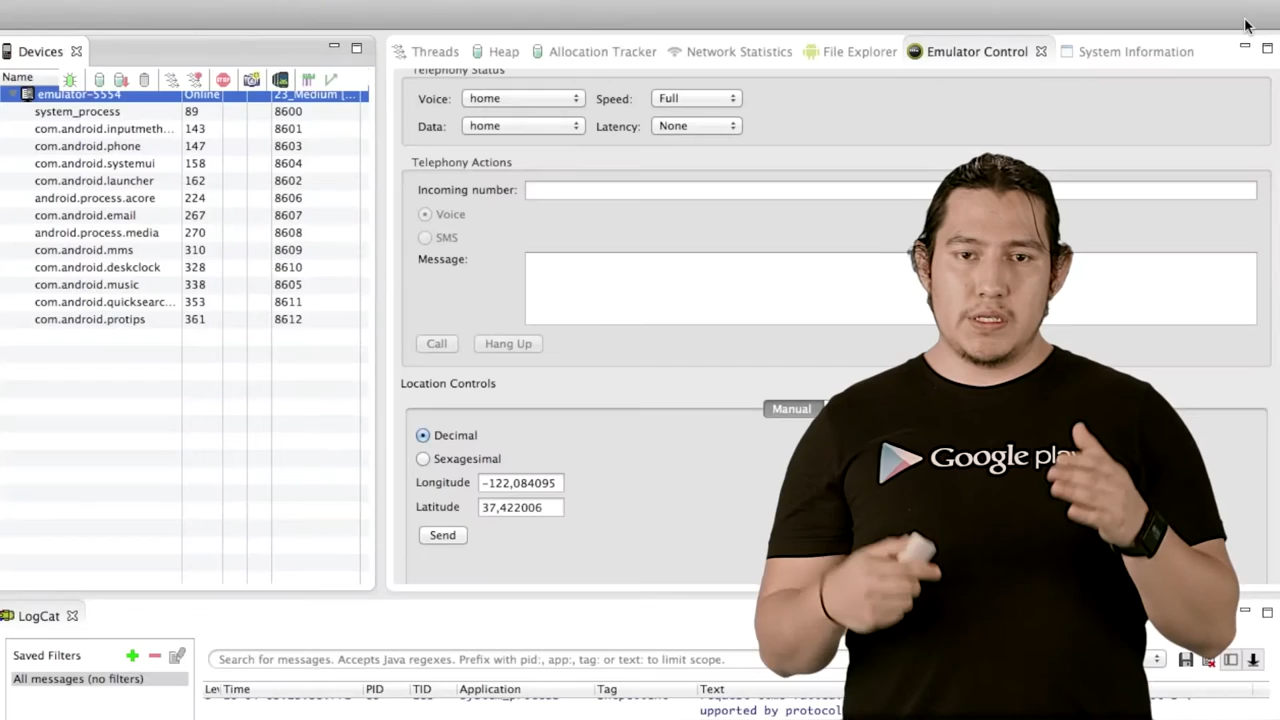 Devices
Threads
Heap
Allocation Tracker
Network Statistics
File Explorer
Emulator Control
System Information
Name
emulator-5554 Online 23_Medium [...
system_process 89 8600
com.android.inputmeth... 143 8601
com.android.phone 147 8603
com.android.systemui 158 8604
com.android.launcher 162 8602
android.process.acore 224 8606
com.android.email 267 8607
android.process.media 270 8608
com.android.mms 310 8609
com.android.deskclock 328 8610
com.android.music 338 8605
com.android.quicksearc... 353 8611
com.android.protips 361 8612
Telephony Status
Voice: home Speed: Full
Data: home Latency: None
Telephony Actions
Incoming number:
Voice
SMS
Message:
Call Hang Up
Location Controls
Manual
Decimal
Sexagesimal
Longitude -122,084095
Latitude 37,422006
Send
Google play
LogCat
Saved Filters
All messages (no filters)
Search for messages. Accepts Java regexes. Prefix with pid:, app:, tag: or text: to limit scope.
Time PID TID Application Tag Text
upported by protocol